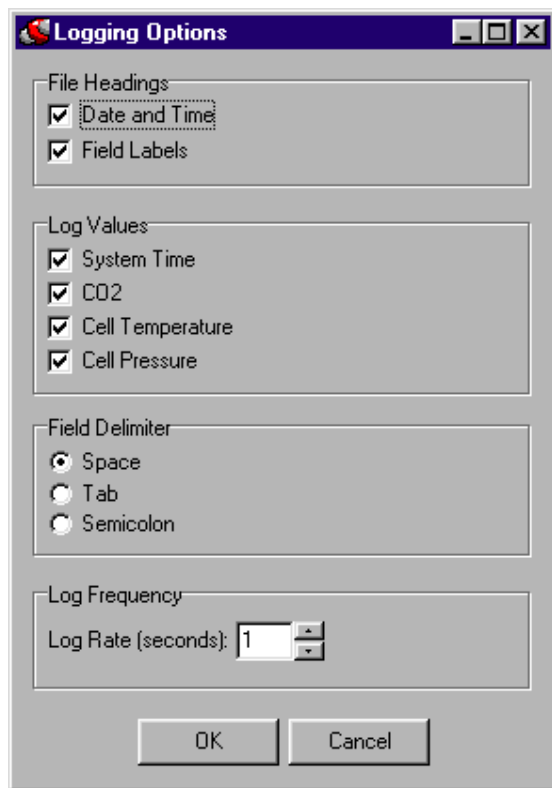 Logging Options
File Headings
Date and Time
Field Labels
Log Values
System Time
CO2
Cell Temperature
Cell Pressure
Field Delimiter
Space
Tab
Semicolon
Log Frequency
Log Rate (seconds): 1
OK Cancel